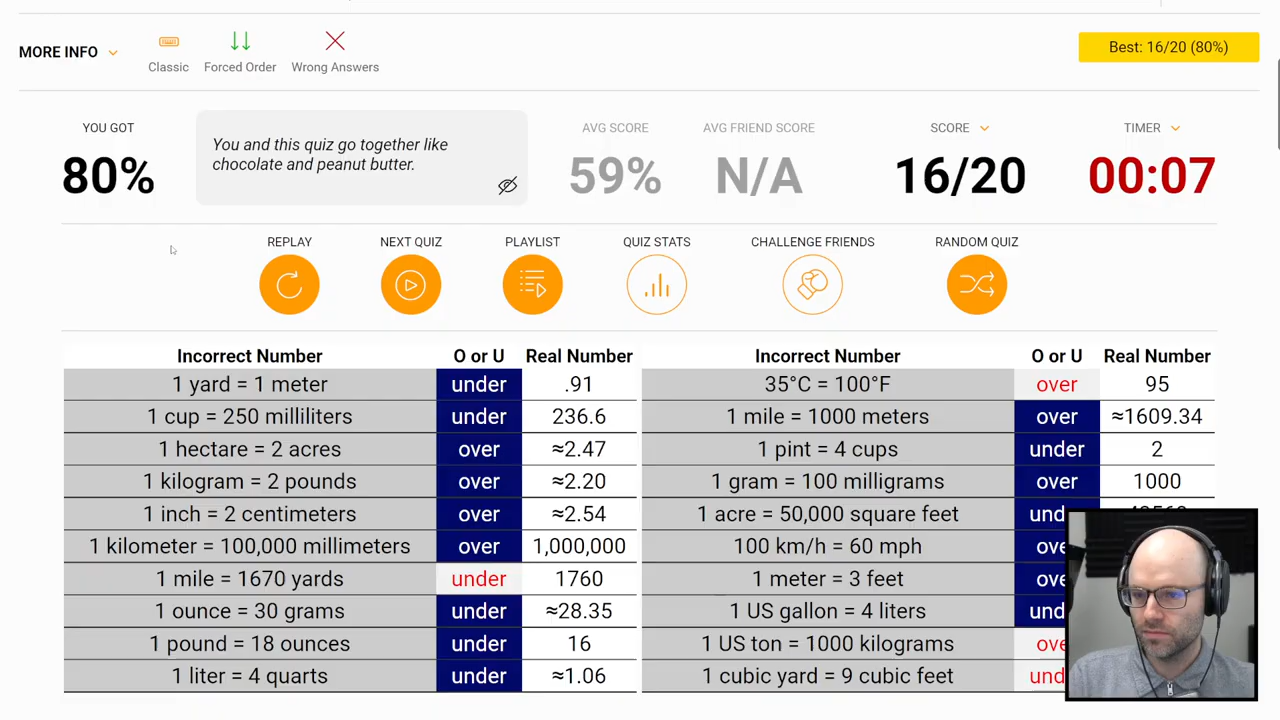 MORE INFO
Classic
Forced Order
Wrong Answers
Best: 16/20 (80%)
YOU GOT
80%
You and this quiz go together like
chocolate and peanut butter.
AVG SCORE
59%
AVG FRIEND SCORE
N/A
SCORE
16/20
TIMER
00:07
REPLAY
NEXT QUIZ
PLAYLIST
QUIZ STATS
CHALLENGE FRIENDS
RANDOM QUIZ
Incorrect Number O or U Real Number
1 yard = 1 meter under .91
1 cup = 250 milliliters under 236.6
1 hectare = 2 acres over ≈2.47
1 kilogram = 2 pounds over ≈2.20
1 inch = 2 centimeters over ≈2.54
1 kilometer = 100,000 millimeters over 1,000,000
1 mile = 1670 yards under 1760
1 ounce = 30 grams under ≈28.35
1 pound = 18 ounces under 16
1 liter = 4 quarts under ≈1.06
Incorrect Number O or U Real Number
35°C = 100°F over 95
1 mile = 1000 meters over ≈1609.34
1 pint = 4 cups under 2
1 gram = 100 milligrams over 1000
1 acre = 50,000 square feet
100 km/h = 60 mph
1 meter = 3 feet
1 US gallon = 4 liters
1 US ton = 1000 kilograms
1 cubic yard = 9 cubic feet